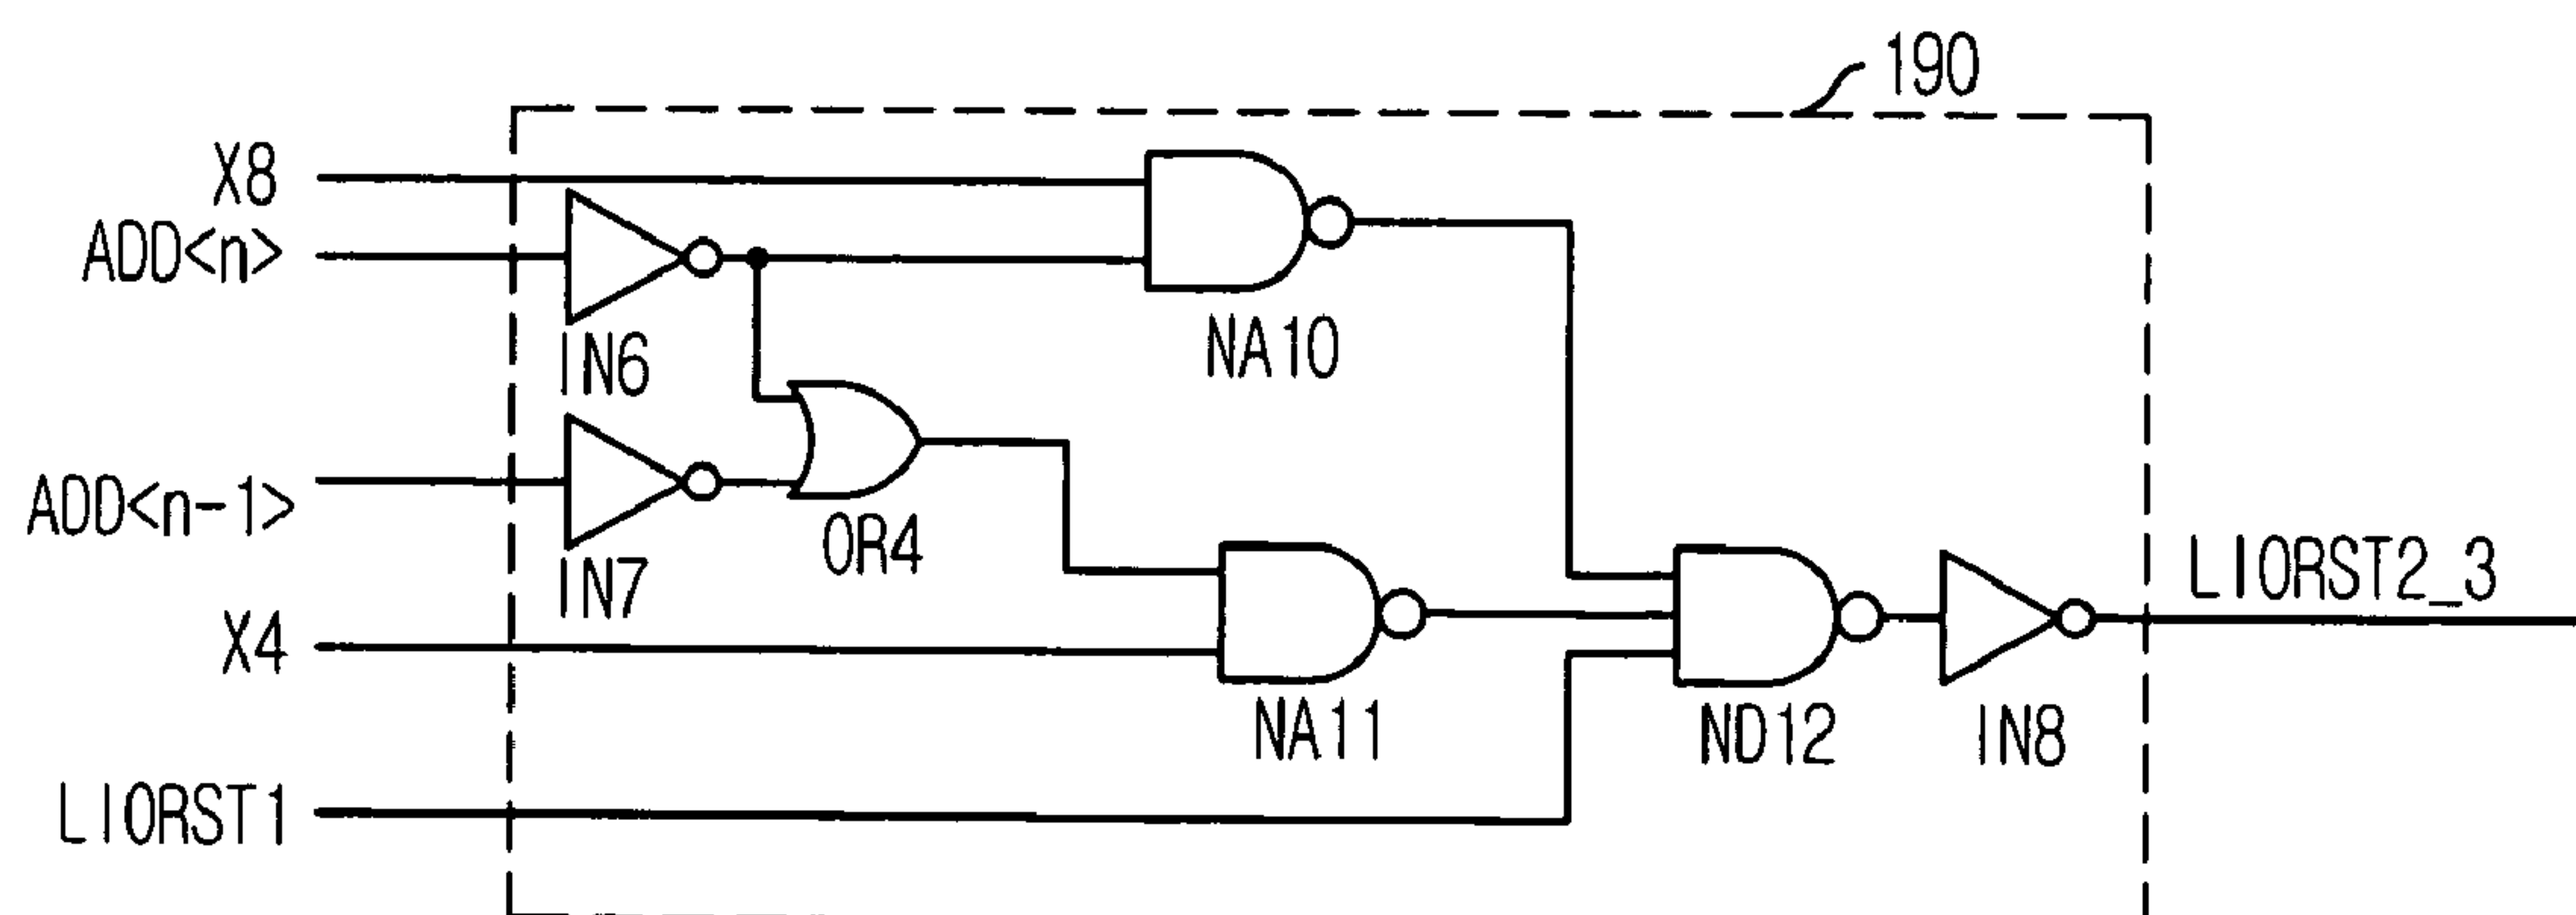 190
X8
ADD<n>
IN6
NA10
ADD<n-1>
IN7
OR4
X4
NA11
ND12
IN8
LIORST2_3
LIORST1